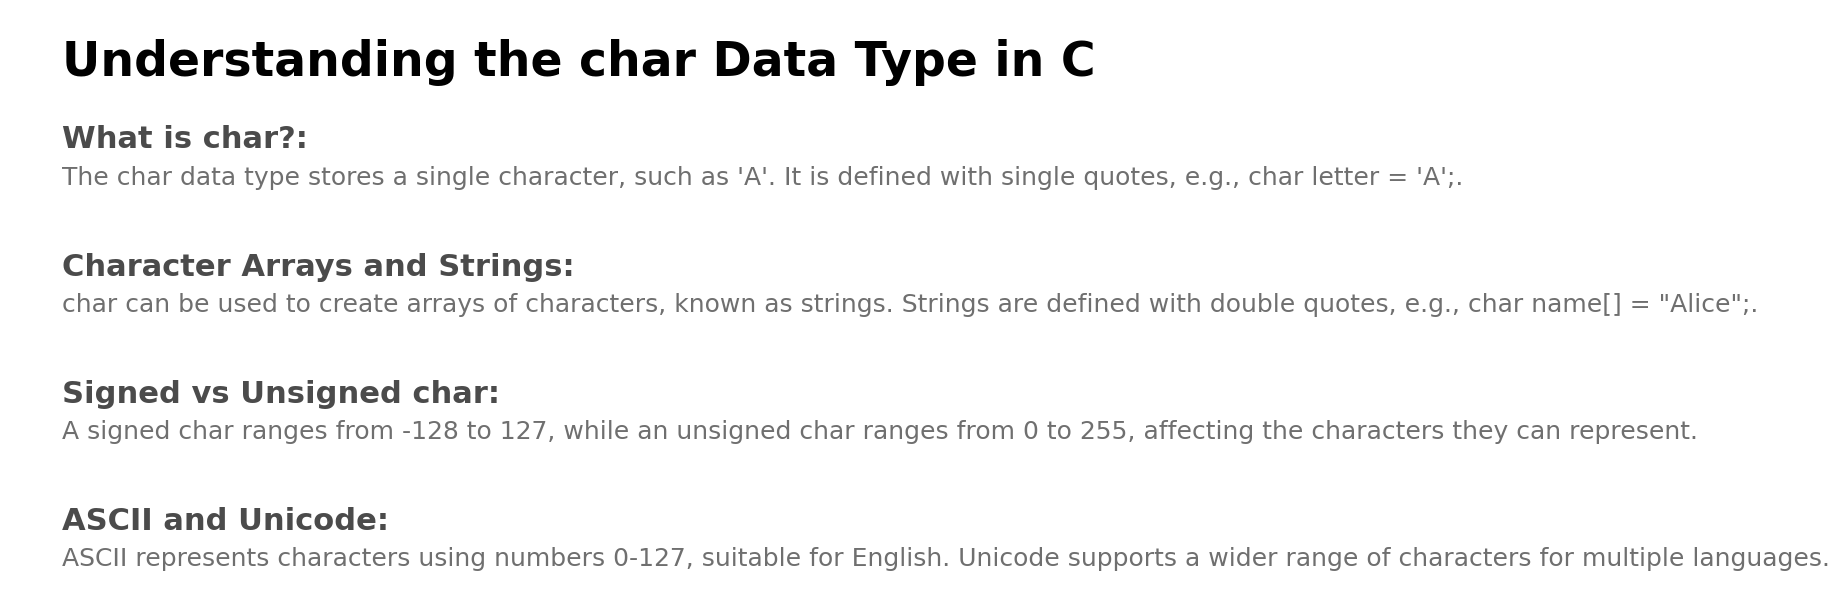 Understanding the char Data Type in C
What is char?:
The char data type stores a single character, such as 'A'. It is defined with single quotes, e.g., char letter = 'A';.
Character Arrays and Strings:
char can be used to create arrays of characters, known as strings. Strings are defined with double quotes, e.g., char name[] = "Alice";.
Signed vs Unsigned char:
A signed char ranges from -128 to 127, while an unsigned char ranges from 0 to 255, affecting the characters they can represent.
ASCII and Unicode:
ASCII represents characters using numbers 0-127, suitable for English. Unicode supports a wider range of characters for multiple languages.